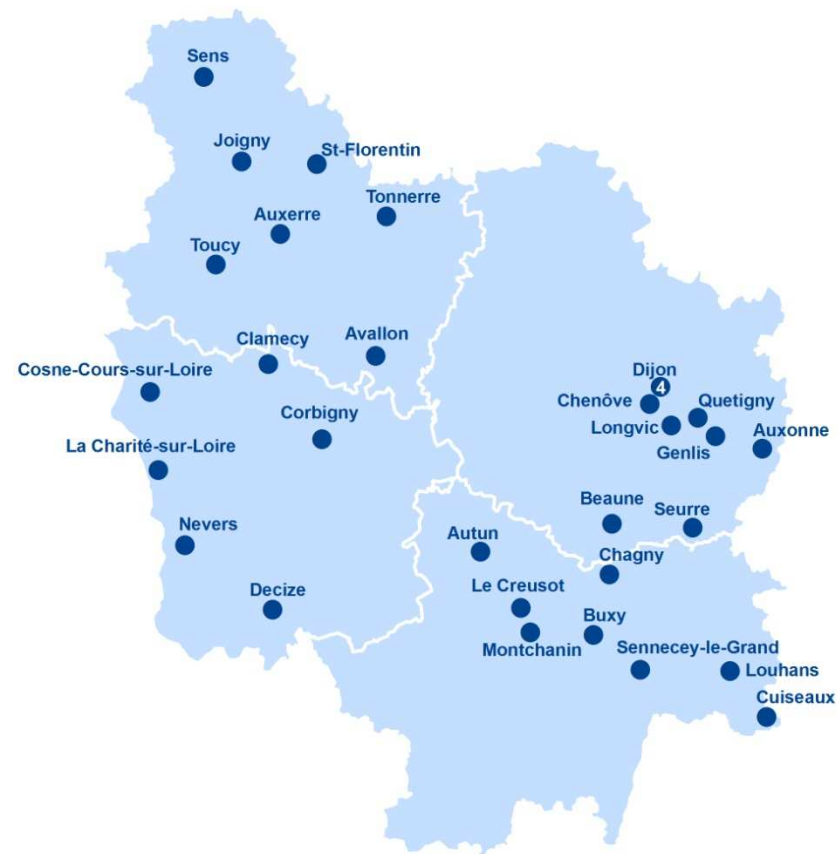 Sens
Joigny
St-Florentin
Tonnerre
Auxerre
Toucy
Avallon
Clamecy
Cosne-Cours-sur-Loire
Corbigny
La Charité-sur-Loire
Nevers
Decize
Dijon
4
Chenôve
Quetigny
Longvic
Genlis
Auxonne
Beaune
Seurre
Autun
Chagny
Le Creusot
Buxy
Montchanin
Sennecey-le-Grand
Louhans
Cuiseaux